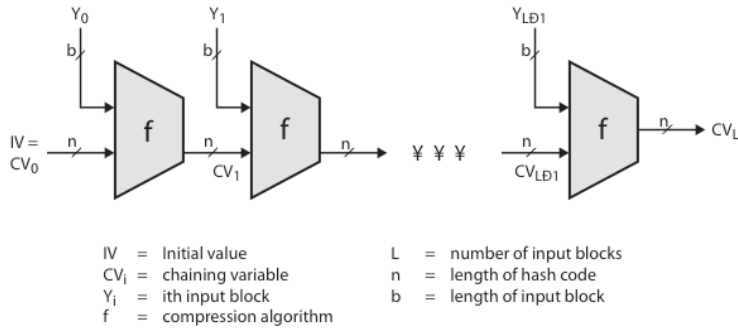 Y0 Y1 YLÐ1
b b b
f f f
IV = CV0 n n CV1 n ¥ ¥ ¥ n CVLÐ1 n CVL
IV = Initial value
CVi = chaining variable
Yi = ith input block
f = compression algorithm
L = number of input blocks
n = length of hash code
b = length of input block